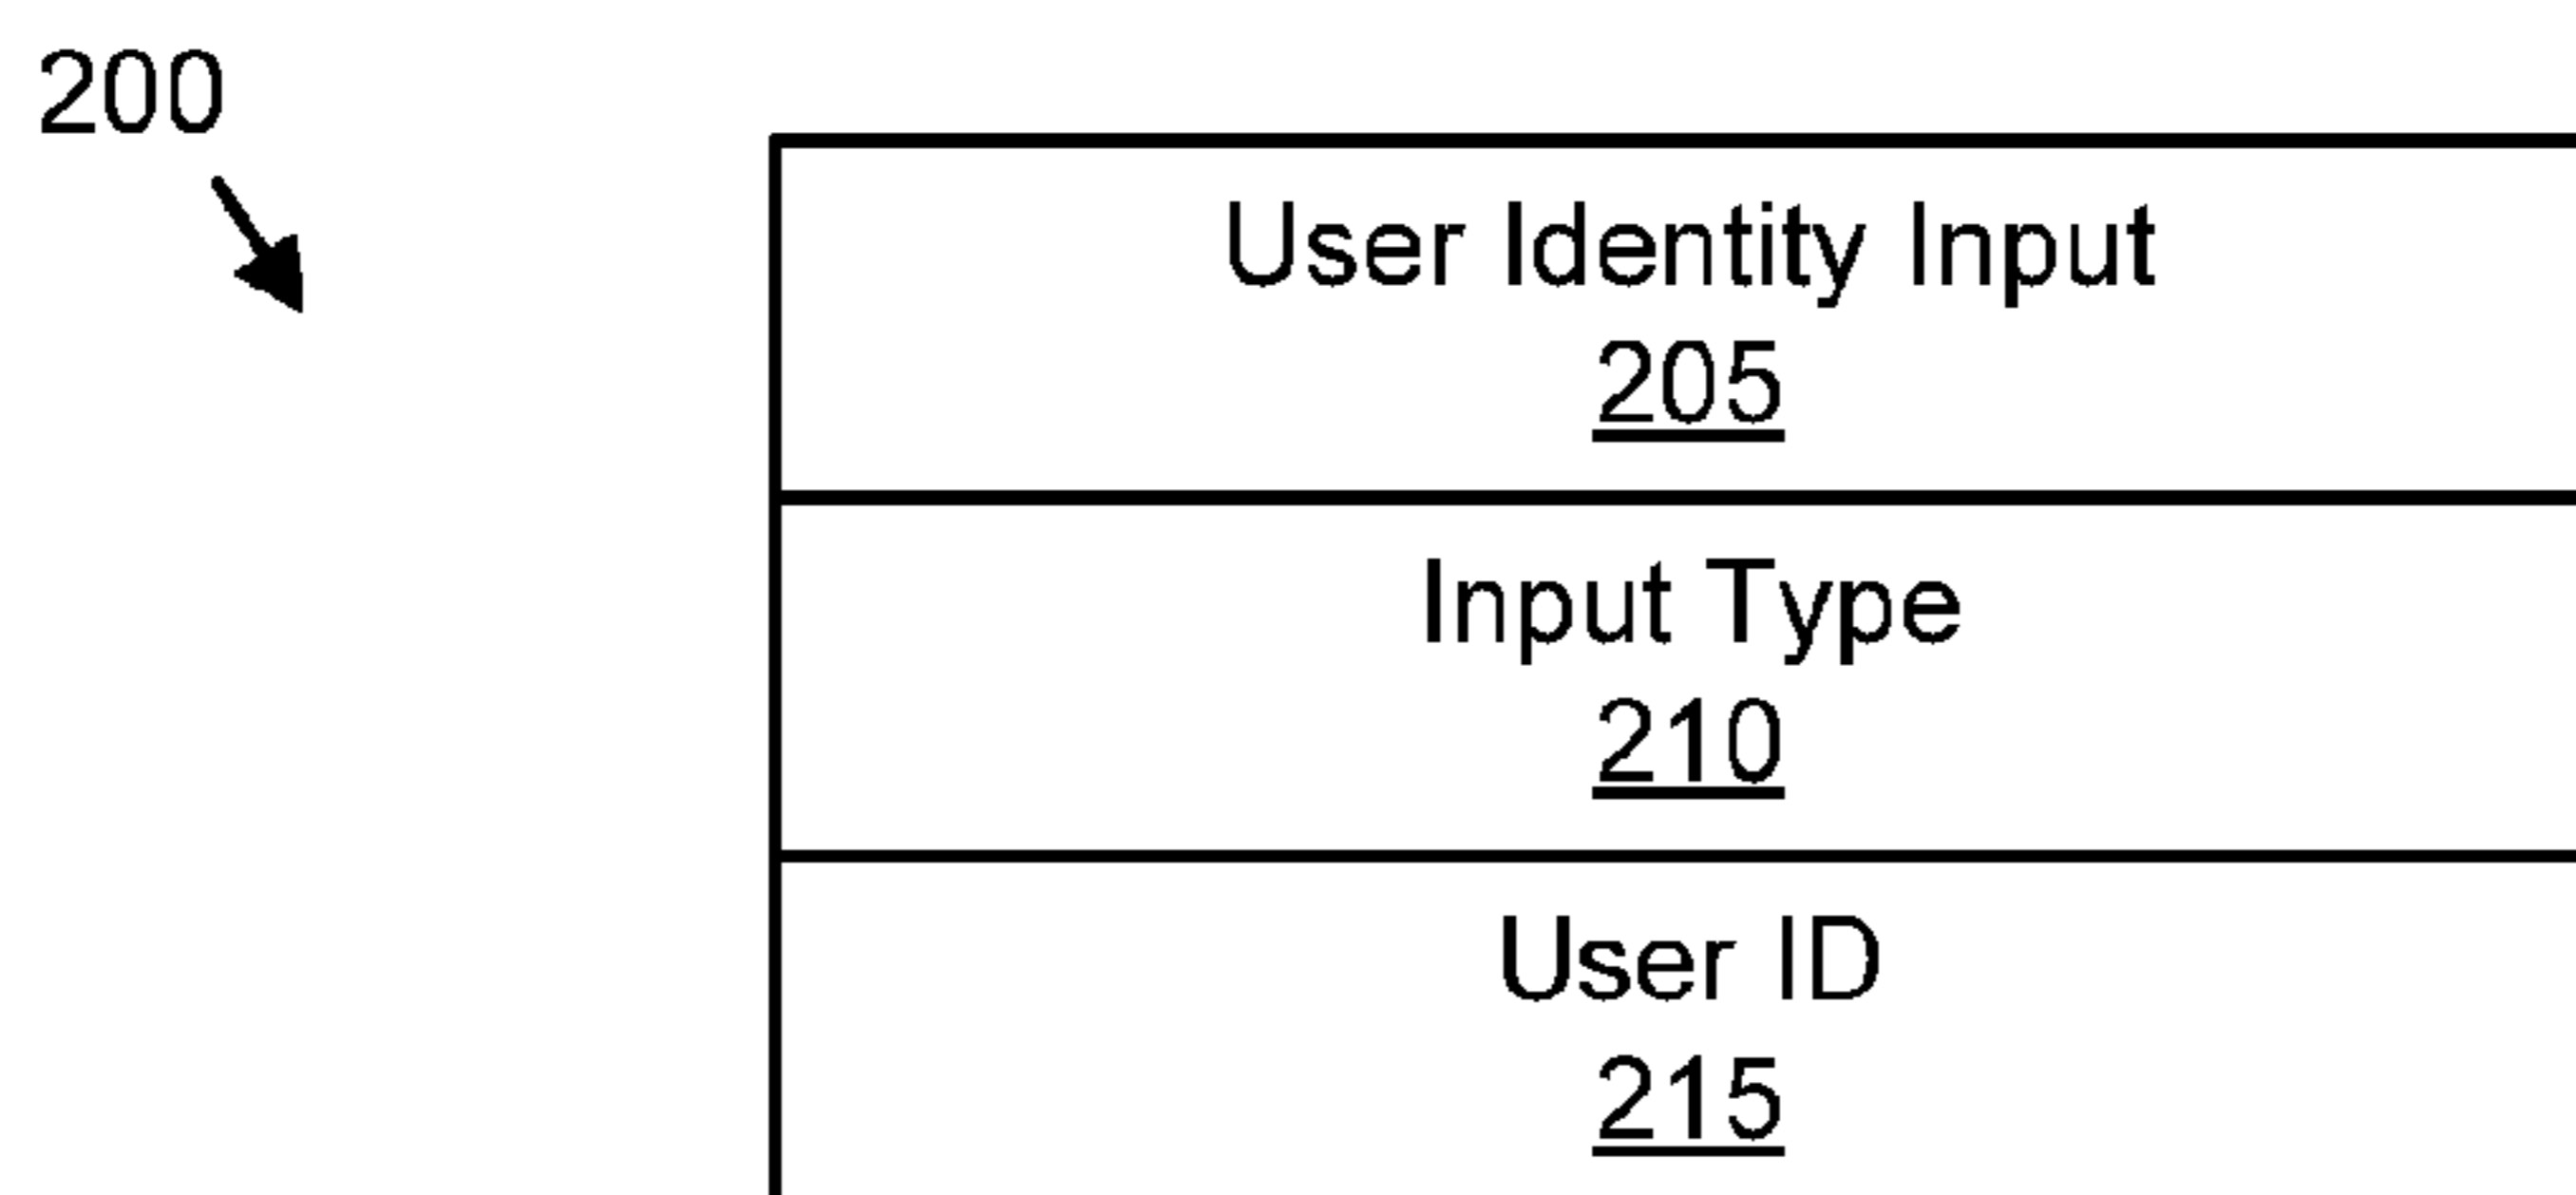 200
User Identity Input
205
Input Type
210
User ID
215